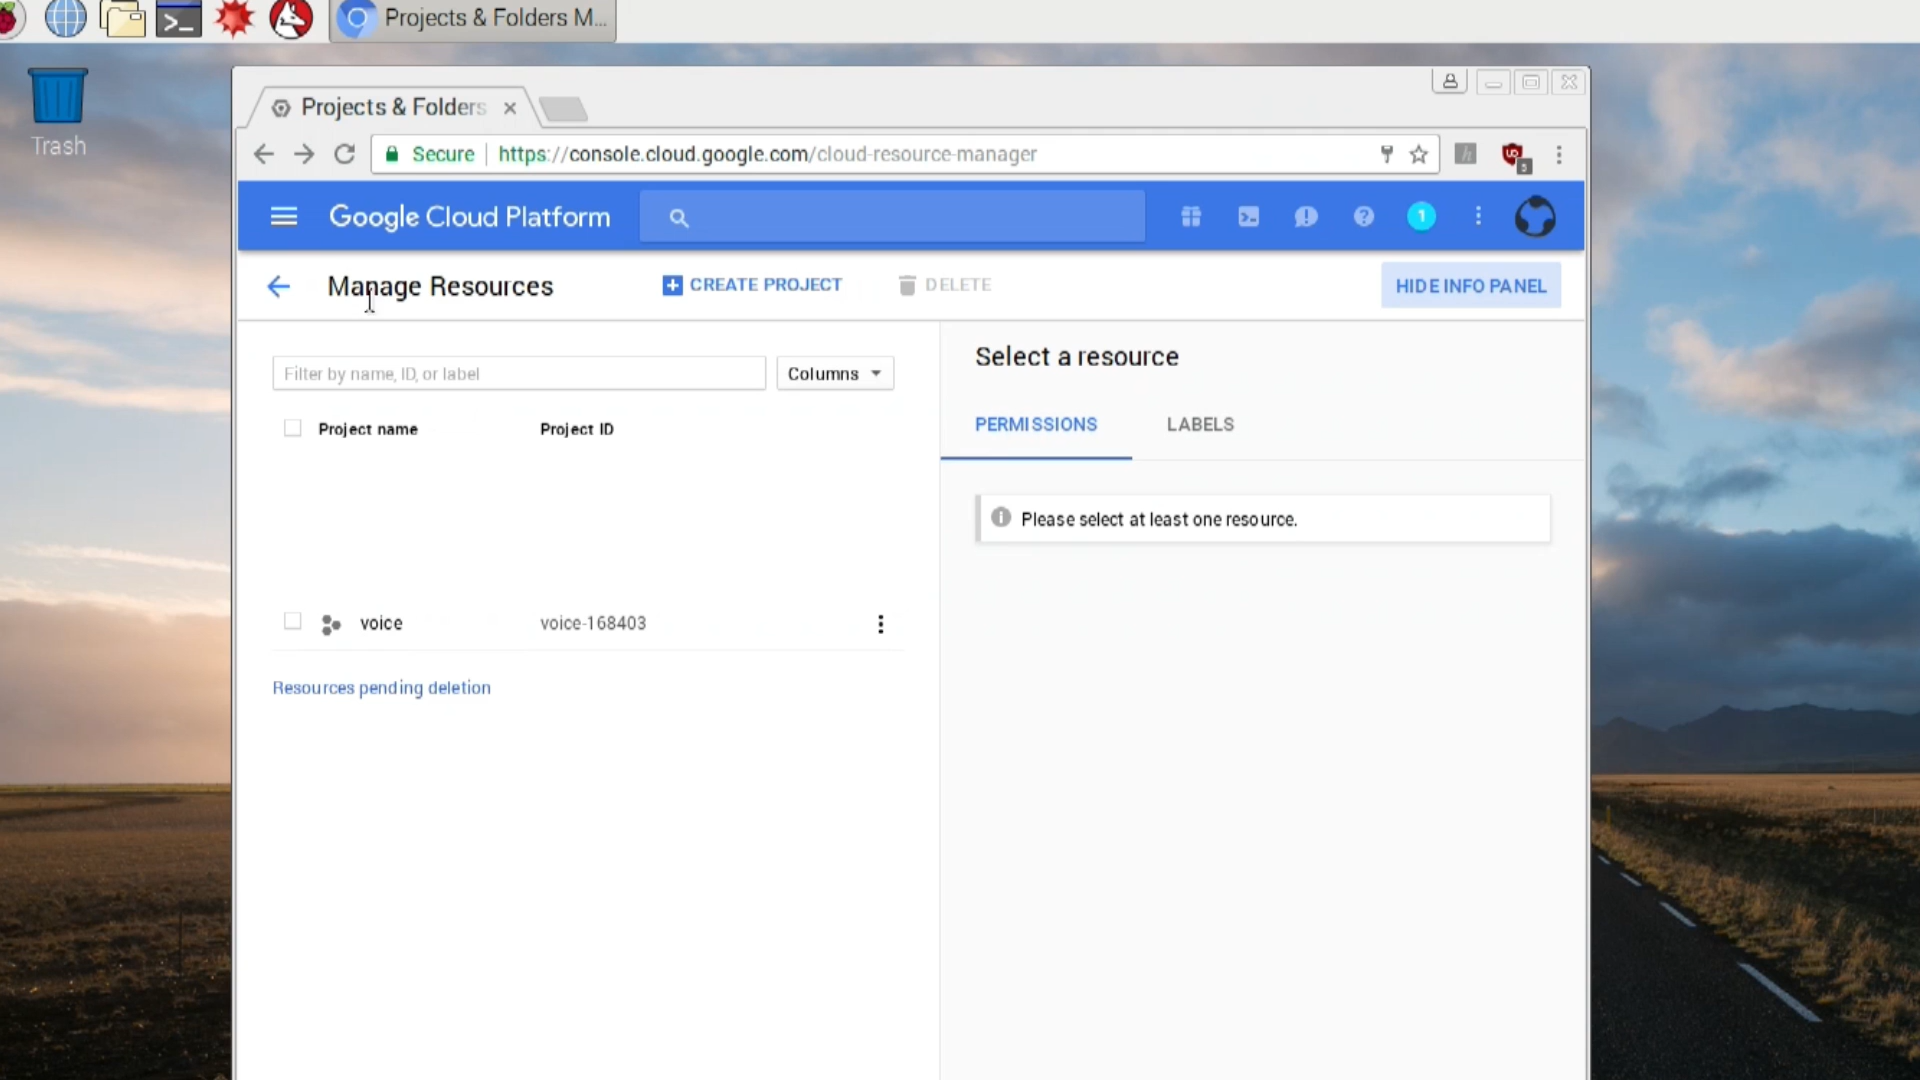 Projects & Folders M...
Trash
Projects & Folders
Secure https://console.cloud.google.com/cloud-resource-manager
Google Cloud Platform
1
Manage Resources
CREATE PROJECT
DELETE
HIDE INFO PANEL
Filter by name, ID, or label
Columns
Project name Project ID
voice voice-168403
Resources pending deletion
Select a resource
PERMISSIONS LABELS
Please select at least one resource.